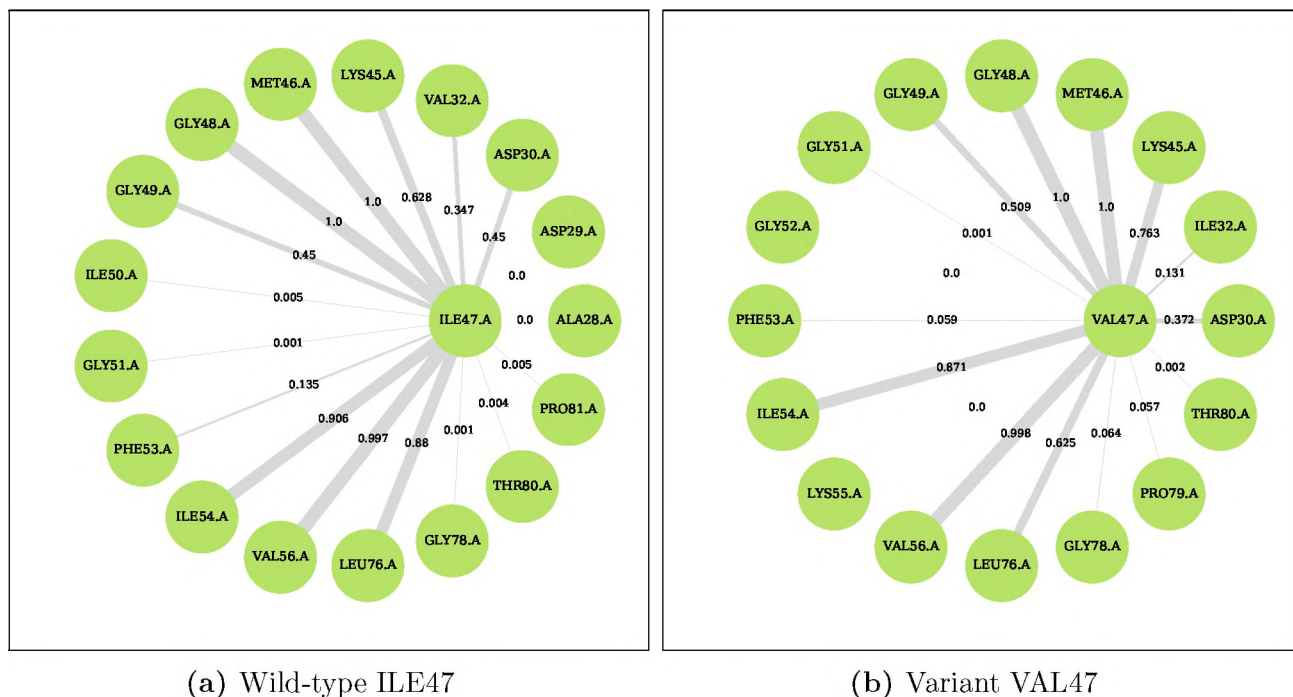 LYS45.A
MET46.A
VAL32.A
GLY48.A
ASP30.A
GLY49.A
ASP29.A
ILE50.A
ILE47.A
ALA28.A
GLY51.A
PRO81.A
PHE53.A
THR80.A
ILE54.A
GLY78.A
VAL56.A
LEU76.A
0.628
0.347
1.0
1.0
0.45
0.45
0.0
0.005
0.0
0.001
0.005
0.135
0.004
0.906
0.001
0.997
0.88
(a) Wild-type ILE47
GLY48.A
GLY49.A
MET46.A
GLY51.A
LYS45.A
GLY52.A
ILE32.A
PHE53.A
VAL47.A
ASP30.A
ILE54.A
THR80.A
LYS55.A
PRO79.A
VAL56.A
GLY78.A
LEU76.A
0.509
1.0
1.0
0.763
0.001
0.131
0.0
0.059
0.372
0.871
0.002
0.0
0.057
0.998
0.625
0.064
(b) Variant VAL47